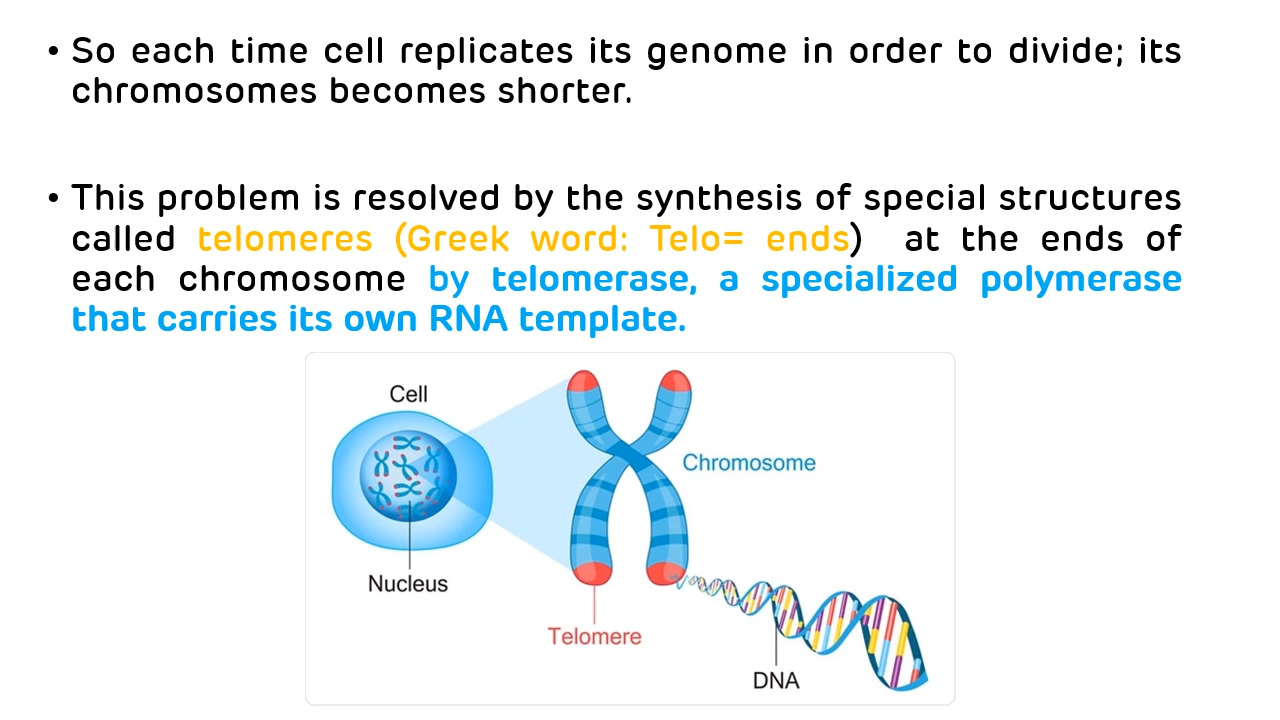 • So each time cell replicates its genome in order to divide; its
chromosomes becomes shorter.
• This problem is resolved by the synthesis of special structures
called telomeres (Greek word: Telo= ends)  at the ends of
each chromosome by telomerase, a specialized polymerase
that carries its own RNA template.
Cell
Chromosome
Nucleus
Telomere
DNA